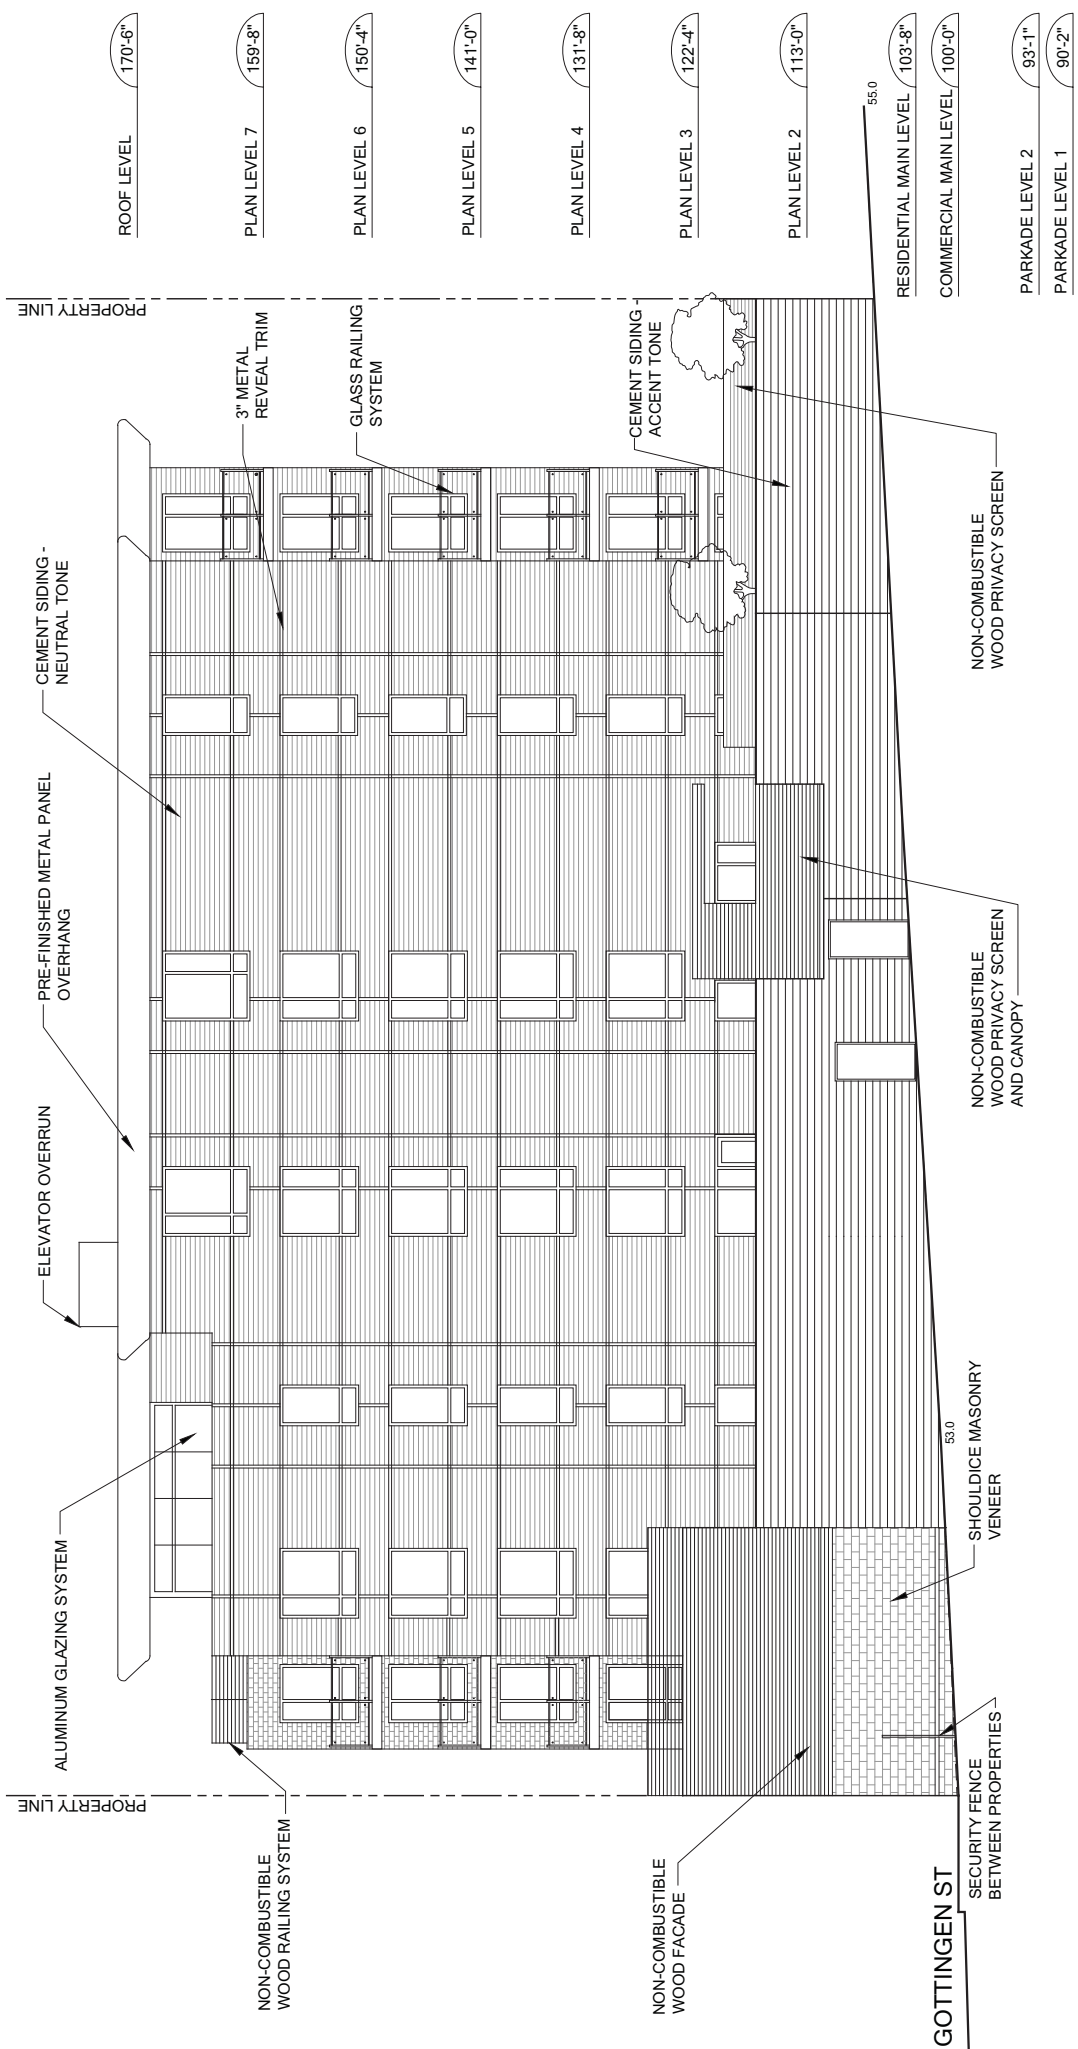 ELEVATOR OVERRUN
PRE-FINISHED METAL PANEL
OVERHANG
CEMENT SIDING -
NEUTRAL TONE
ALUMINUM GLAZING SYSTEM
PROPERTY LINE
PROPERTY LINE
3" METAL
REVEAL TRIM
GLASS RAILING
SYSTEM
CEMENT SIDING -
ACCENT TONE
NON-COMBUSTIBLE
WOOD RAILING SYSTEM
NON-COMBUSTIBLE
WOOD FACADE
GOTTINGEN ST
SECURITY FENCE
BETWEEN PROPERTIES
SHOULDICE MASONRY
VENEER
53.0
NON-COMBUSTIBLE
WOOD PRIVACY SCREEN
AND CANOPY
NON-COMBUSTIBLE
WOOD PRIVACY SCREEN
55.0
ROOF LEVEL 170'-6"
PLAN LEVEL 7 159'-8"
PLAN LEVEL 6 150'-4"
PLAN LEVEL 5 141'-0"
PLAN LEVEL 4 131'-8"
PLAN LEVEL 3 122'-4"
PLAN LEVEL 2 113'-0"
RESIDENTIAL MAIN LEVEL 103'-8"
COMMERCIAL MAIN LEVEL 100'-0"
PARKADE LEVEL 2 93'-1"
PARKADE LEVEL 1 90'-2"